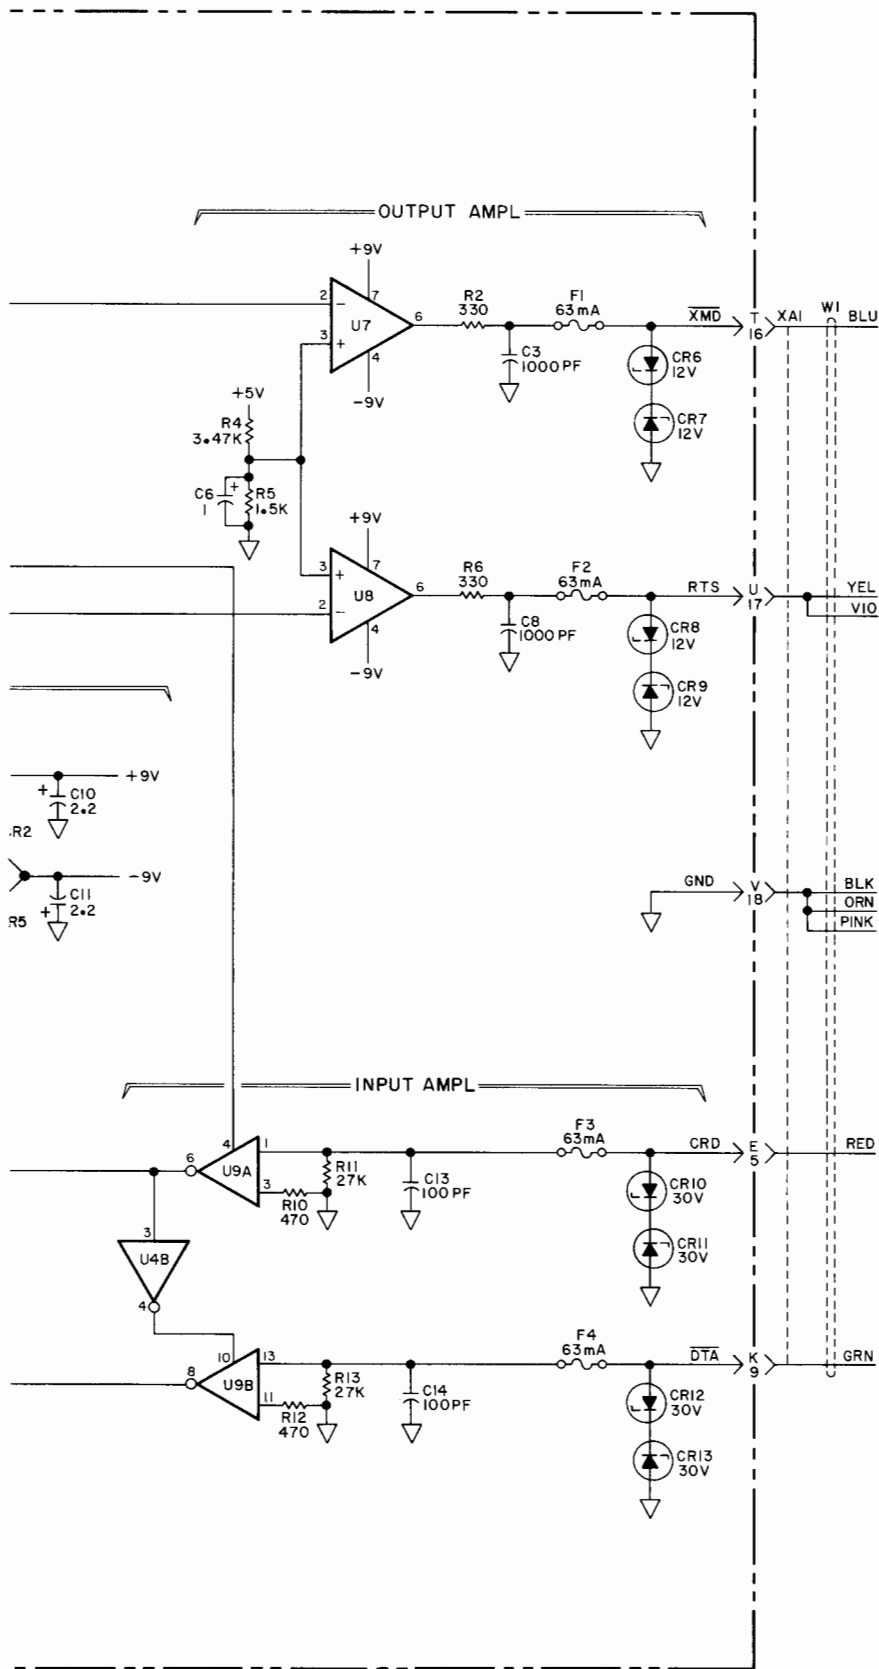 OUTPUT AMPL
+9V
2
−
7
U7
3
+
4
6
-9V
R2
330
C3
1000PF
F1
63mA
XMD
T
16
XA1
W1
BLU
CR6
12V
CR7
12V
+5V
R4
3.47K
C6
1
+
R5
1.5K
+9V
3
+
7
U8
2
−
4
6
-9V
R6
330
C8
1000PF
F2
63mA
RTS
U
17
YEL
VIO
CR8
12V
CR9
12V
+9V
+
C10
2.2
R2
-9V
C11
+
2.2
R5
GND
V
18
BLK
ORN
PINK
INPUT AMPL
6
4
U9A
1
3
R11
27K
R10
470
C13
100PF
F3
63mA
CRD
E
5
RED
CR10
30V
CR11
30V
3
U4B
4
8
10
U9B
13
11
R13
27K
R12
470
C14
100PF
F4
63mA
DTA
K
9
GRN
CR12
30V
CR13
30V